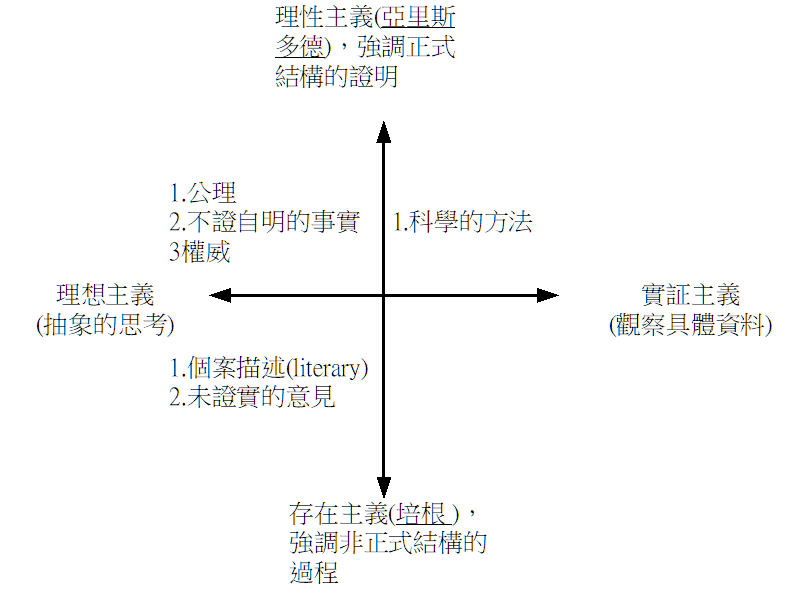 理性主義(亞里斯
多德)，強調正式
結構的證明
1.公理
2.不證自明的事實
3權威
1.科學的方法
理想主義
(抽象的思考)
實証主義
(觀察具體資料)
1.個案描述(literary)
2.未證實的意見
存在主義(培根 )，
強調非正式結構的
過程